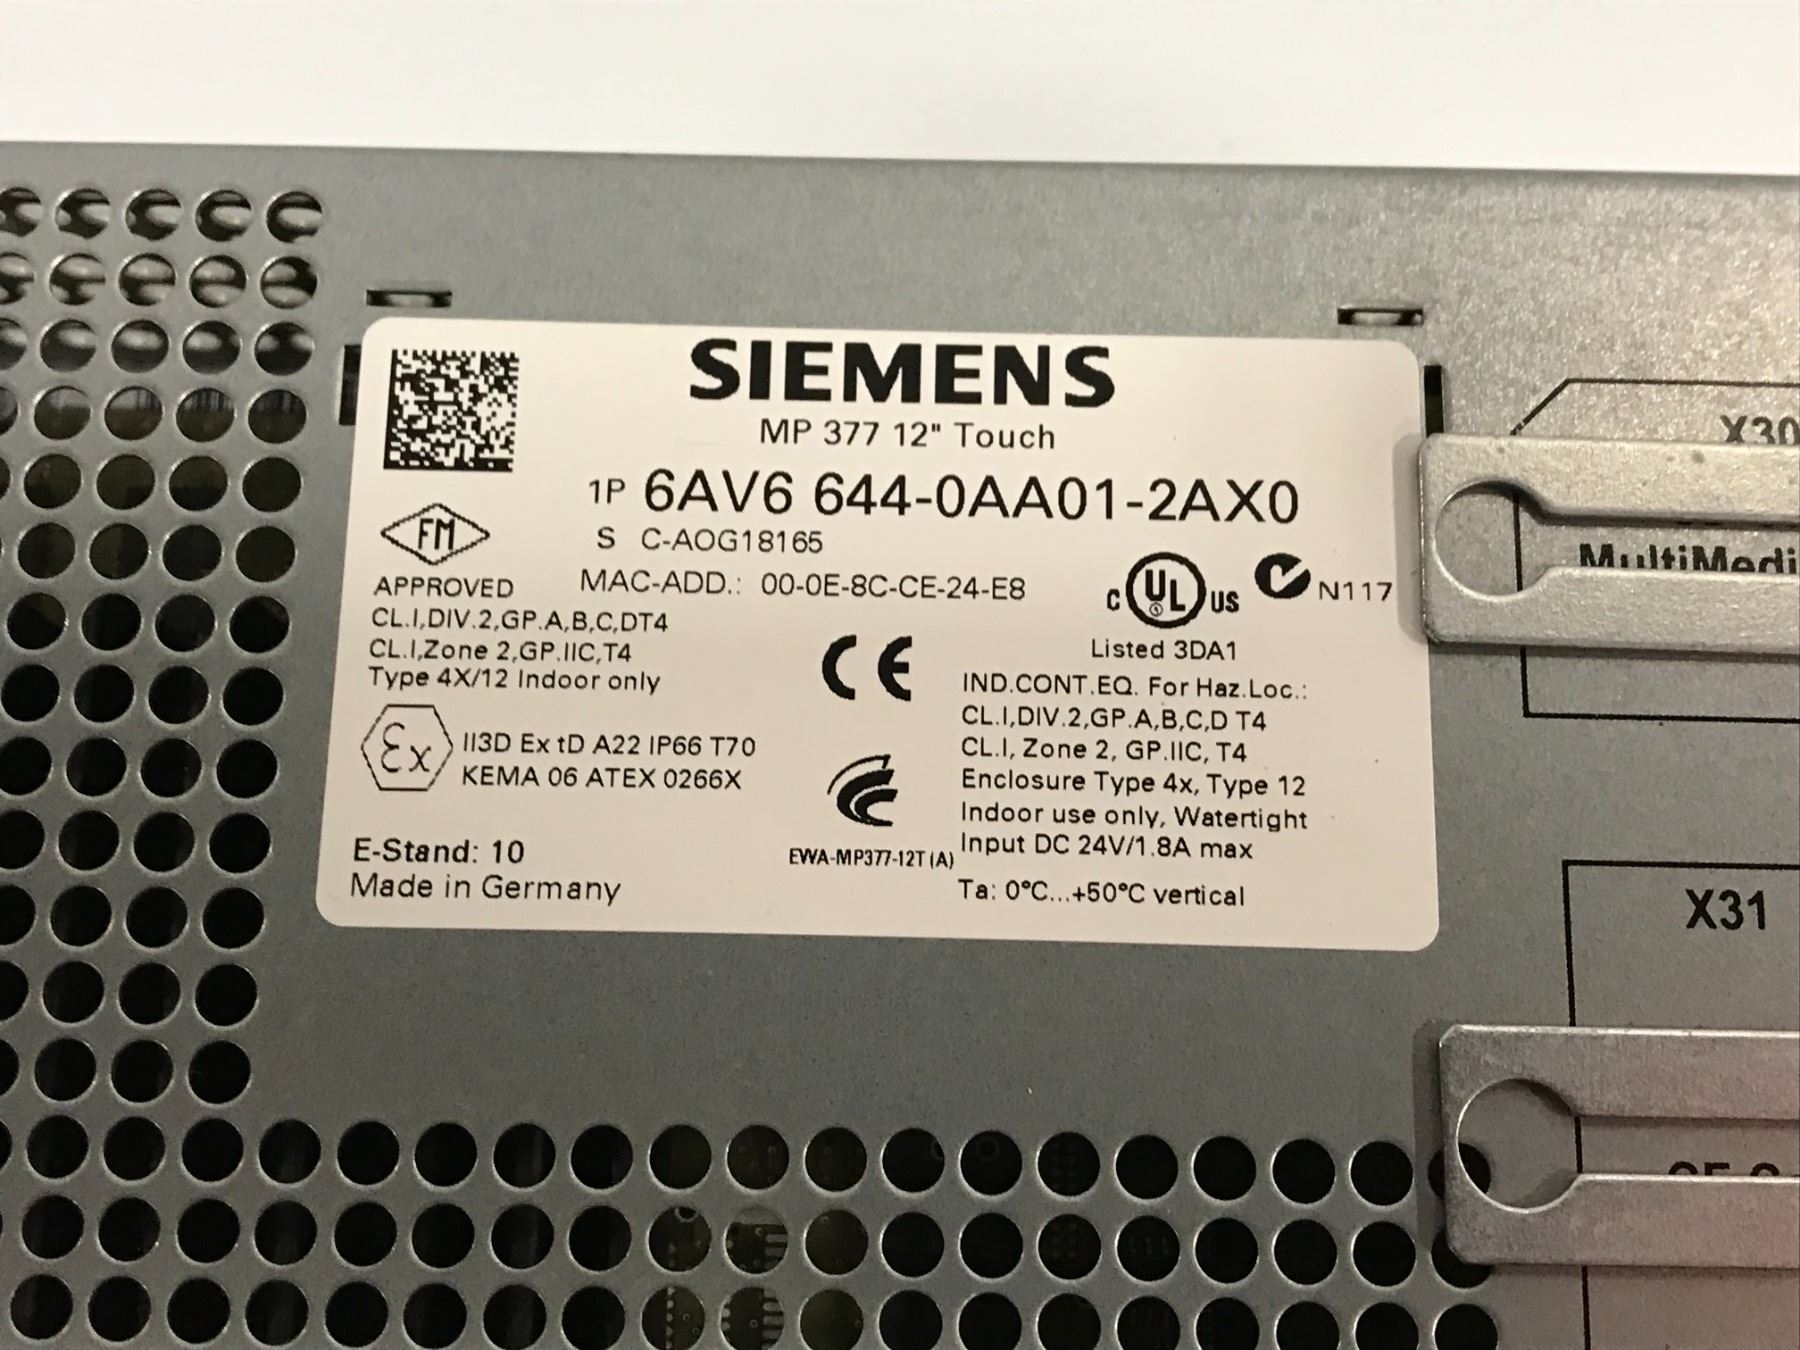 SIEMENS
MP 377 12" Touch
1P 6AV6 644-0AA01-2AX0
S C-AOG18165
MAC-ADD.: 00-0E-8C-CE-24-E8
FM
APPROVED
CL.I,DIV.2,GP.A,B,C,DT4
CL.I,Zone 2,GP.IIC,T4
Type 4X/12 Indoor only
C UL US
N117
Listed 3DA1
CE
IND.CONT.EQ. For Haz.Loc.:
CL.I,DIV.2,GP.A,B,C,D T4
CL.I, Zone 2, GP.IIC, T4
Enclosure Type 4x, Type 12
Indoor use only, Watertight
Input DC 24V/1.8A max
Ta: 0°C...+50°C vertical
Ex
II3D Ex tD A22 IP66 T70
KEMA 06 ATEX 0266X
EWA-MP377-12T(A)
E-Stand: 10
Made in Germany
X30
MultiMedi
X31